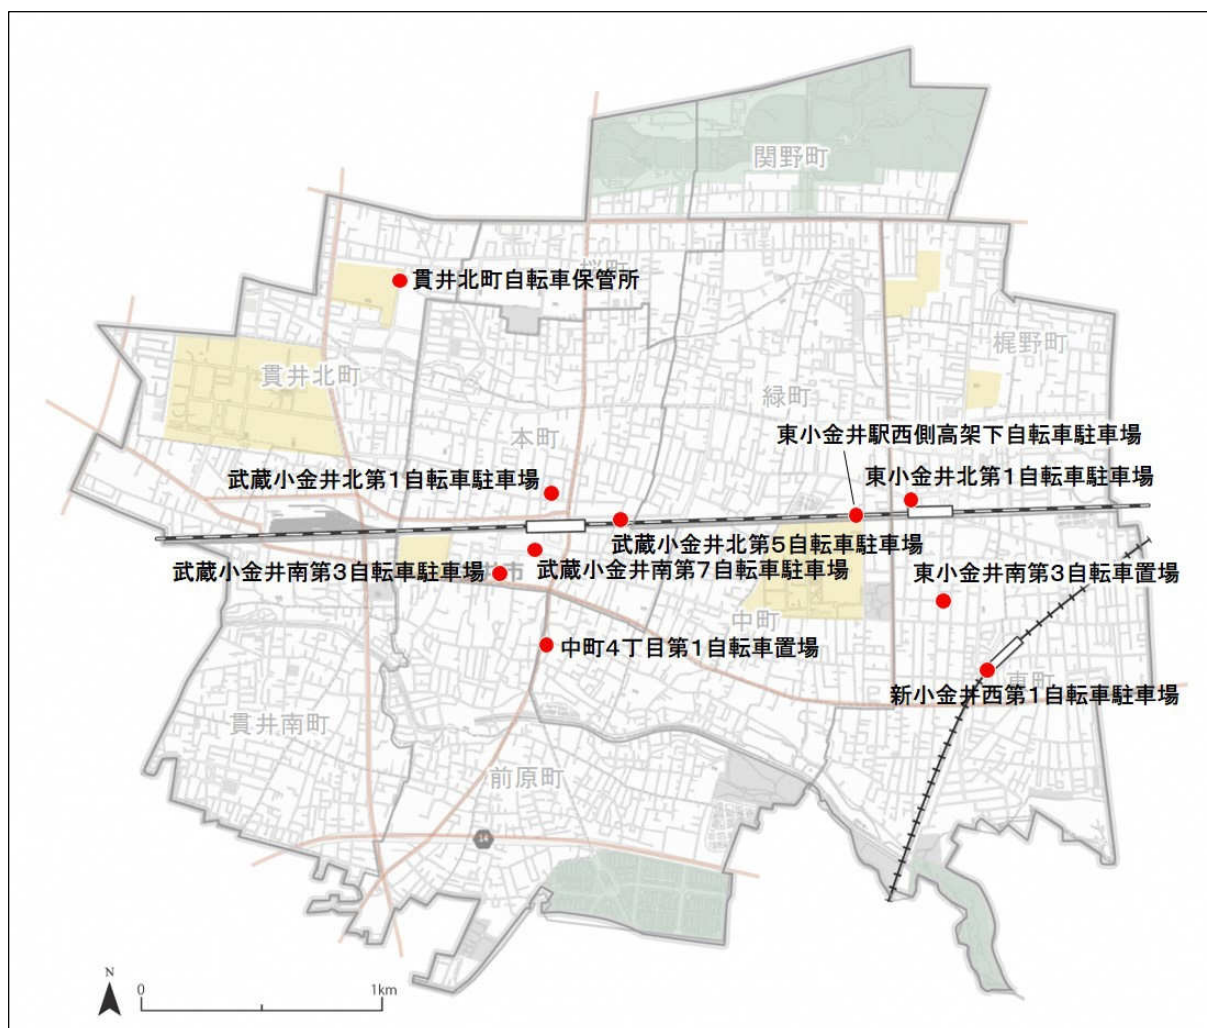 関野町
桜町
貫井北町自転車保管所
梶野町
貫井北町
緑町
本町
東小金井駅西側高架下自転車駐車場
武蔵小金井北第1自転車駐車場
東小金井北第1自転車駐車場
武蔵小金井北第5自転車駐車場
武蔵小金井南第3自転車駐車場
市
武蔵小金井南第7自転車駐車場
東小金井南第3自転車置場
中町
中町4丁目第1自転車置場
東町
新小金井西第1自転車駐車場
貫井南町
前原町
14
N
0
1km